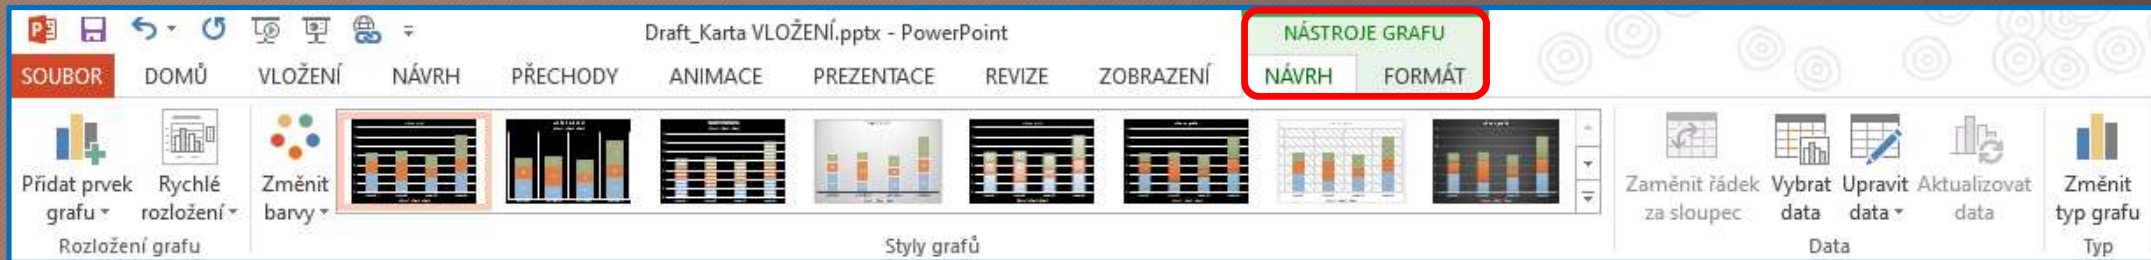 Draft_Karta VLOŽENÍ.pptx - PowerPoint
NÁSTROJE GRAFU
SOUBOR DOMŮ VLOŽENÍ NÁVRH PŘECHODY ANIMACE PREZENTACE REVIZE ZOBRAZENÍ NÁVRH FORMÁT
Přidat prvek grafu
Rychlé rozložení
Změnit barvy
Zaměnit řádek za sloupec
Vybrat data
Upravit data
Aktualizovat data
Změnit typ grafu
Rozložení grafu
Styly grafů
Data
Typ